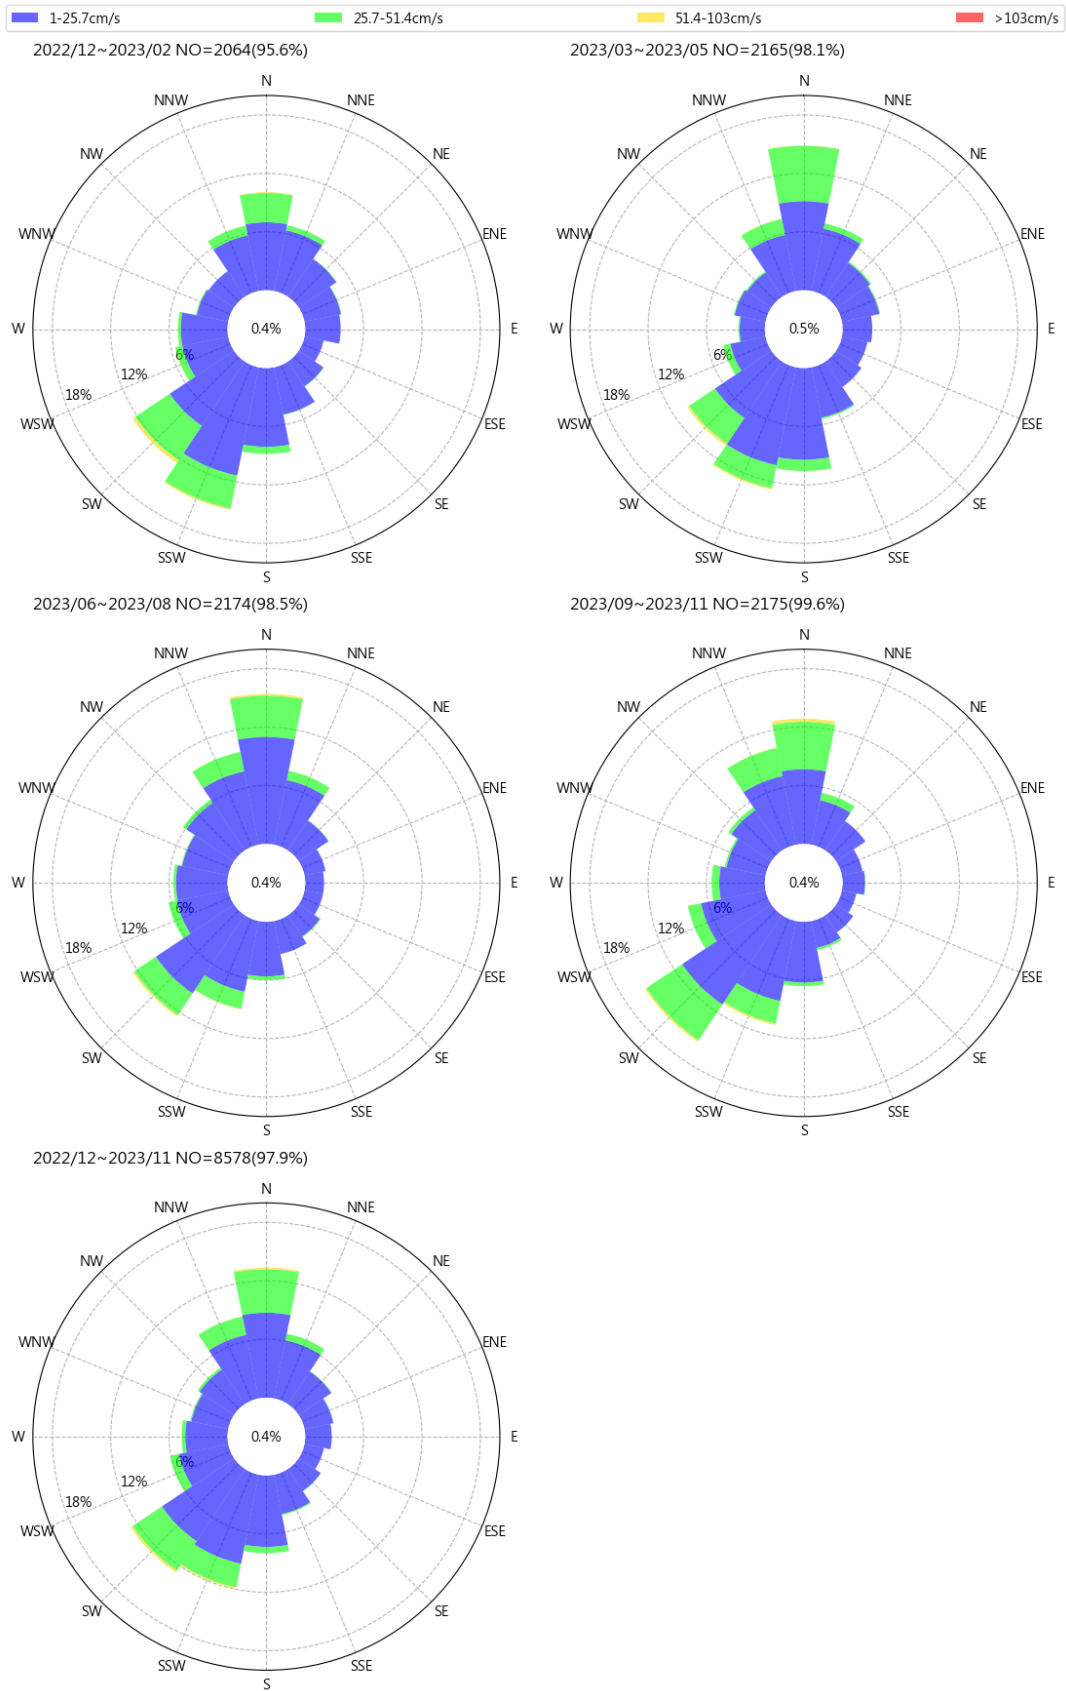 1-25.7cm/s 25.7-51.4cm/s 51.4-103cm/s >103cm/s
2022/12~2023/02 NO=2064(95.6%)
N
NNW NNE
NW NE
WNW ENE
W 0.4% E
6%
12%
18%
WSW ESE
SW SE
SSW SSE
S
2023/03~2023/05 NO=2165(98.1%)
N
NNW NNE
NW NE
WNW ENE
W 0.5% E
6%
12%
18%
WSW ESE
SW SE
SSW SSE
S
2023/06~2023/08 NO=2174(98.5%)
N
NNW NNE
NW NE
WNW ENE
W 0.4% E
6%
12%
18%
WSW ESE
SW SE
SSW SSE
S
2023/09~2023/11 NO=2175(99.6%)
N
NNW NNE
NW NE
WNW ENE
W 0.4% E
6%
12%
18%
WSW ESE
SW SE
SSW SSE
S
2022/12~2023/11 NO=8578(97.9%)
N
NNW NNE
NW NE
WNW ENE
W 0.4% E
6%
12%
18%
WSW ESE
SW SE
SSW SSE
S